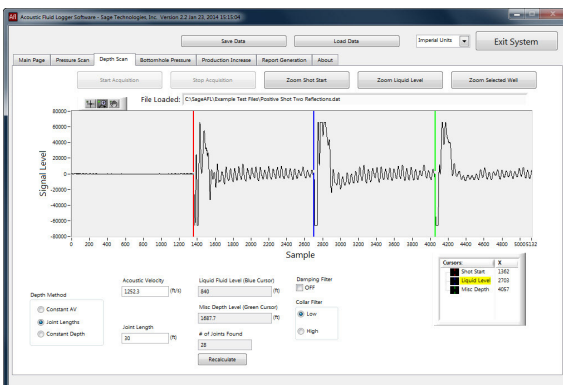 Acoustic Fluid Logger Software - Sage Technologies, Inc. Version 2.2 Jan 23, 2014 15:15:04
Save Data Load Data Imperial Units Exit System
Main Page Pressure Scan Depth Scan Bottomhole Pressure Production Increase Report Generation About
Start Acquisition Stop Acquisition Zoom Shot Start Zoom Liquid Level Zoom Selected Well
File Loaded: C:\SageAFL\Example Test Files\Positive Shot Two Reflections.dat
80000
60000
40000
20000
0
-20000
-40000
-60000
-80000
Signal Level
0 200 400 600 800 1000 1200 1400 1600 1800 2000 2200 2400 2600 2800 3000 3200 3400 3600 3800 4000 4200 4400 4600 4800 5000 5132
Sample
Cursors: X
Shot Start 1362
Liquid Level 2703
Misc Depth 4057
Depth Method
Constant AV
Joint Lengths
Constant Depth
Acoustic Velocity
1252.3 (ft/s)
Joint Length
30 (ft)
Liquid Fluid Level (Blue Cursor)
840 (ft)
Misc Depth Level (Green Cursor)
1687.7 (ft)
# of Joints Found
28
Recalculate
Damping Filter
OFF
Collar Filter
Low
High